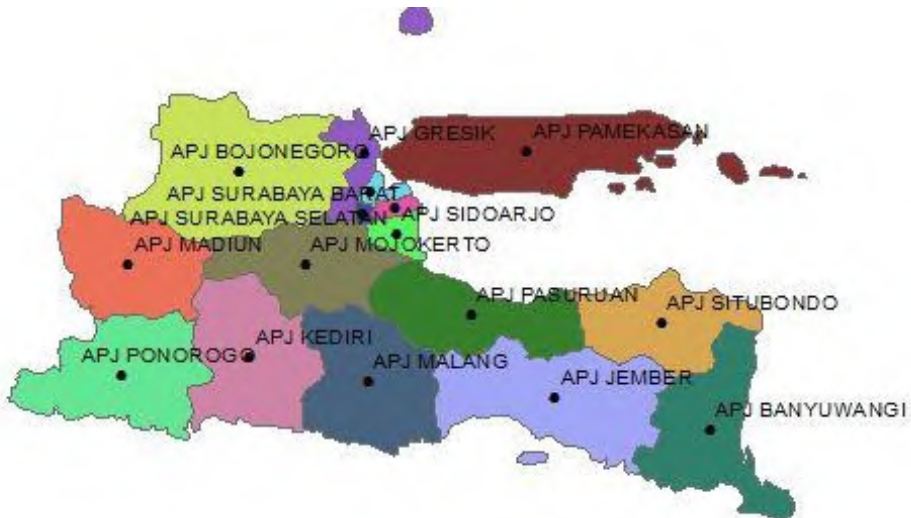 APJ GRESIK
APJ PAMEKASAN
APJ BOJONEGORO
APJ SURABAYA BARAT
APJ SURABAYA SELATAN
APJ SIDOARJO
APJ MADIUN
APJ MOJOKERTO
APJ PASURUAN
APJ SITUBONDO
APJ PONOROGO
APJ KEDIRI
APJ MALANG
APJ JEMBER
APJ BANYUWANGI